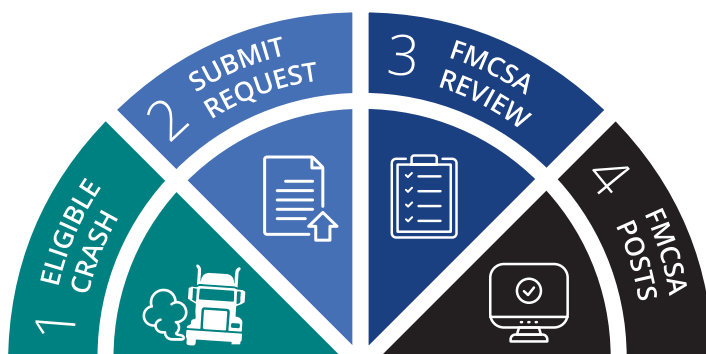 1
ELIGIBLE
CRASH
2
SUBMIT
REQUEST
3
FMCSA
REVIEW
4
FMCSA
POSTS